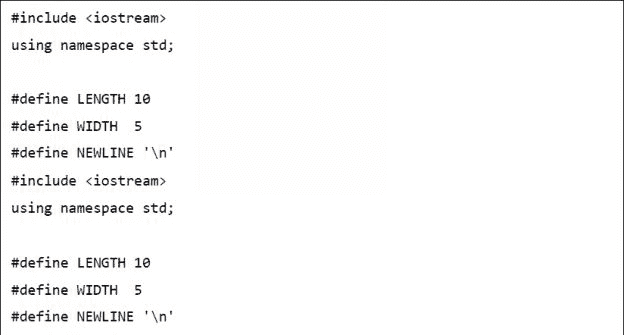 #include <iostream>
using namespace std;

#define LENGTH 10
#define WIDTH  5
#define NEWLINE '\n'
#include <iostream>
using namespace std;

#define LENGTH 10
#define WIDTH  5
#define NEWLINE '\n'